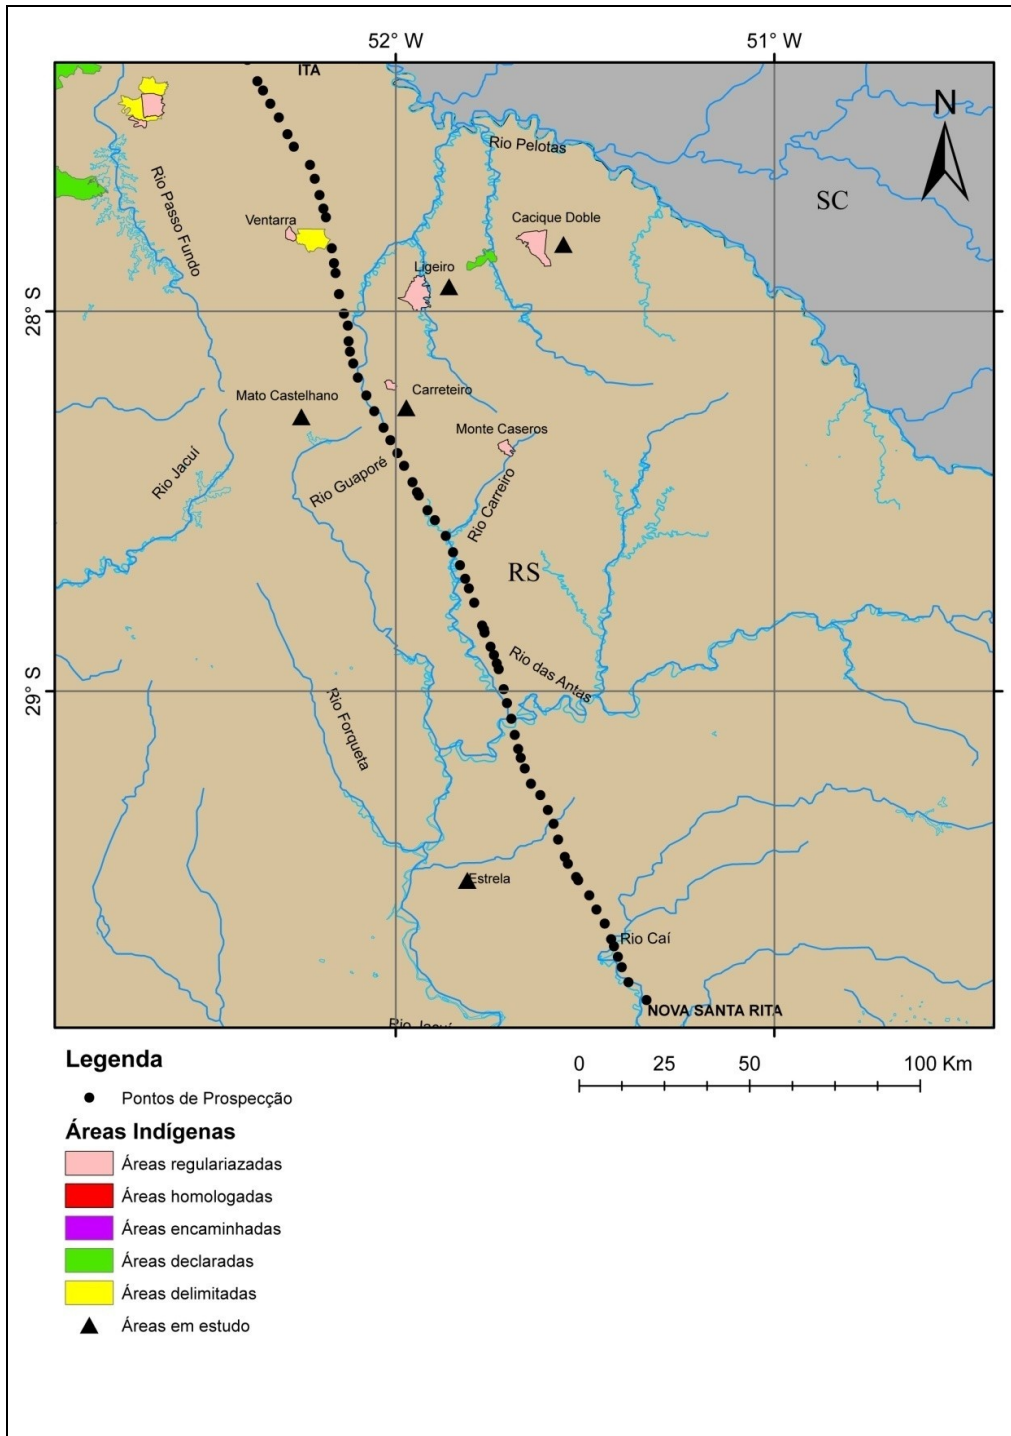 52° W
51° W
ITA
N
Rio Pelotas
SC
Rio Passo Fundo
Ventarra
Cacique Doble
Ligeiro
28° S
28° S
Mato Castelhano
Carreteiro
Monte Caseros
Rio Jacuí
Rio Guaporé
Rio Carreiro
RS
Rio das Antas
29° S
Rio Forqueta
Estrela
Rio Caí
NOVA SANTA RITA
Rio Jacuí
Legenda
0 25 50 100 Km
Pontos de Prospecção
Áreas Indígenas
Áreas regulariazadas
Áreas homologadas
Áreas encaminhadas
Áreas declaradas
Áreas delimitadas
Áreas em estudo